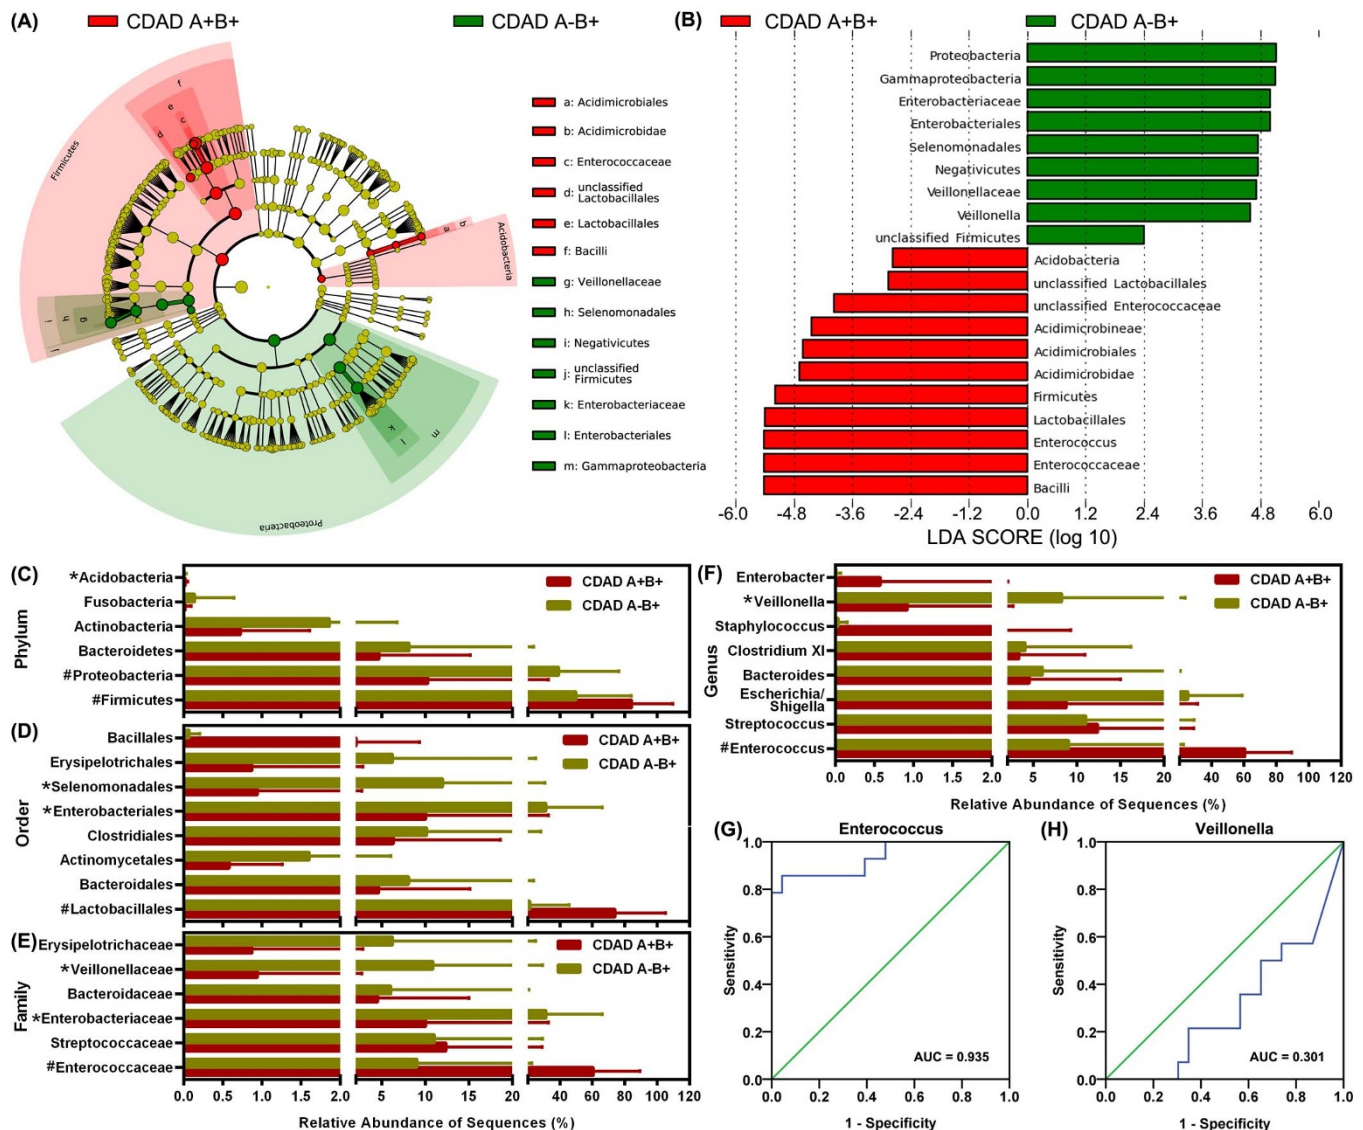 (A)
CDAD A+B+
CDAD A-B+
Firmicutes
Acidobacteria
Proteobacteria
f
e
c
d
b
a
i
h
g
j
k
l
m
a: Acidimicrobiales
b: Acidimicrobidae
c: Enterococcaceae
d: unclassified
Lactobacillales
e: Lactobacillales
f: Bacilli
g: Veillonellaceae
h: Selenomonadales
i: Negativicutes
j: unclassified
Firmicutes
k: Enterobacteriaceae
l: Enterobacteriales
m: Gammaproteobacteria
(B)
CDAD A+B+
CDAD A-B+
Proteobacteria
Gammaproteobacteria
Enterobacteriaceae
Enterobacteriales
Selenomonadales
Negativicutes
Veillonellaceae
Veillonella
unclassified Firmicutes
Acidobacteria
unclassified Lactobacillales
unclassified Enterococcaceae
Acidimicrobineae
Acidimicrobiales
Acidimicrobidae
Firmicutes
Lactobacillales
Enterococcus
Enterococcaceae
Bacilli
-6.0 -4.8 -3.6 -2.4 -1.2 0.0 1.2 2.4 3.6 4.8 6.0
LDA SCORE (log 10)
(C)
Phylum
*Acidobacteria
Fusobacteria
Actinobacteria
Bacteroidetes
#Proteobacteria
#Firmicutes
CDAD A+B+
CDAD A-B+
(D)
Order
Bacillales
Erysipelotrichales
*Selenomonadales
*Enterobacteriales
Clostridiales
Actinomycetales
Bacteroidales
#Lactobacillales
CDAD A+B+
CDAD A-B+
(E)
Family
Erysipelotrichaceae
*Veillonellaceae
Bacteroidaceae
*Enterobacteriaceae
Streptococcaceae
#Enterococcaceae
CDAD A+B+
CDAD A-B+
0.0 0.5 1.0 1.5 2.0 5 10 15 20 40 60 80 100 120
Relative Abundance of Sequences (%)
(F)
Genus
Enterobacter
*Veillonella
Staphylococcus
Clostridium XI
Bacteroides
Escherichia/
Shigella
Streptococcus
#Enterococcus
CDAD A+B+
CDAD A-B+
0.0 0.5 1.0 1.5 2.0 5 10 15 20 40 60 80 100 120
Relative Abundance of Sequences (%)
(G)
Enterococcus
Sensitivity
1.0
0.8
0.6
0.4
0.2
0.0
AUC = 0.935
0.0 0.2 0.4 0.6 0.8 1.0
1 - Specificity
(H)
Veillonella
Sensitivity
1.0
0.8
0.6
0.4
0.2
0.0
AUC = 0.301
0.0 0.2 0.4 0.6 0.8 1.0
1 - Specificity